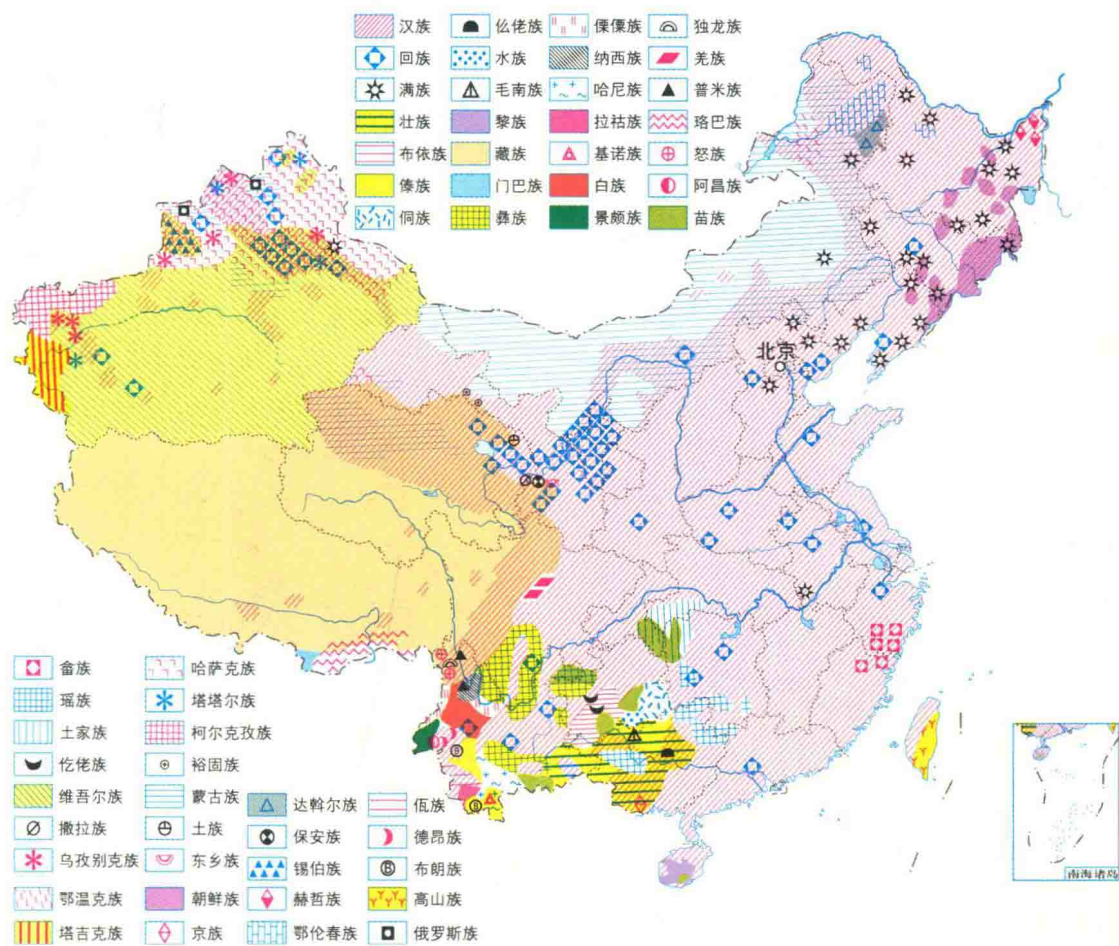 汉族 仫佬族 傈僳族 独龙族
回族 水族 纳西族 羌族
满族 毛南族 哈尼族 普米族
壮族 黎族 拉祜族 珞巴族
布依族 藏族 基诺族 怒族
傣族 门巴族 白族 阿昌族
侗族 彝族 景颇族 苗族
北京
畲族 哈萨克族
瑶族 塔塔尔族
土家族 柯尔克孜族
仡佬族 裕固族
维吾尔族 蒙古族 达斡尔族 佤族
撒拉族 土族 保安族 德昂族
乌孜别克族 东乡族 锡伯族 布朗族
鄂温克族 朝鲜族 赫哲族 高山族
塔吉克族 京族 鄂伦春族 俄罗斯族
南海诸岛